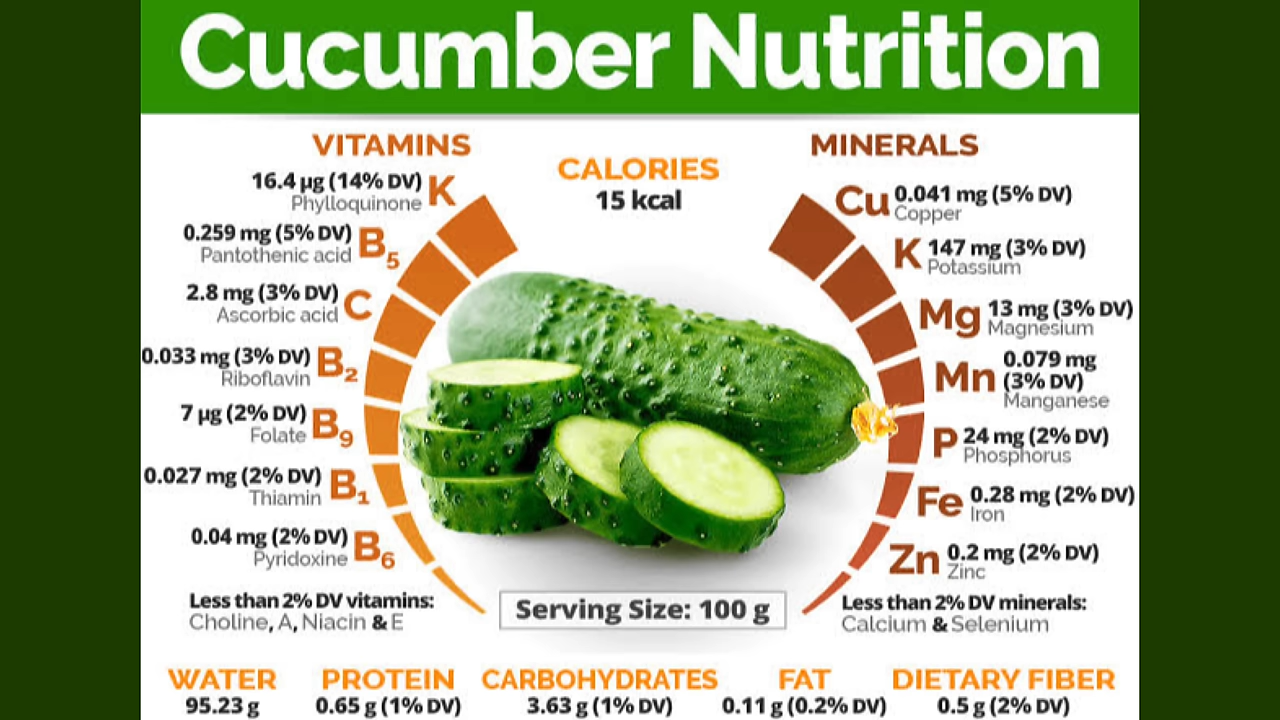 Cucumber Nutrition
VITAMINS
16.4 µg (14% DV) K
Phylloquinone
0.259 mg (5% DV) B5
Pantothenic acid
2.8 mg (3% DV) C
Ascorbic acid
0.033 mg (3% DV) B2
Riboflavin
7 µg (2% DV) B9
Folate
0.027 mg (2% DV) B1
Thiamin
0.04 mg (2% DV) B6
Pyridoxine
Less than 2% DV vitamins:
Choline, A, Niacin & E
CALORIES
15 kcal
MINERALS
Cu 0.041 mg (5% DV)
Copper
K 147 mg (3% DV)
Potassium
Mg 13 mg (3% DV)
Magnesium
Mn 0.079 mg
(3% DV)
Manganese
P 24 mg (2% DV)
Phosphorus
Fe 0.28 mg (2% DV)
Iron
Zn 0.2 mg (2% DV)
Zinc
Less than 2% DV minerals:
Calcium & Selenium
Serving Size: 100 g
WATER
95.23 g
PROTEIN
0.65 g (1% DV)
CARBOHYDRATES
3.63 g (1% DV)
FAT
0.11 g (0.2% DV)
DIETARY FIBER
0.5 g (2% DV)